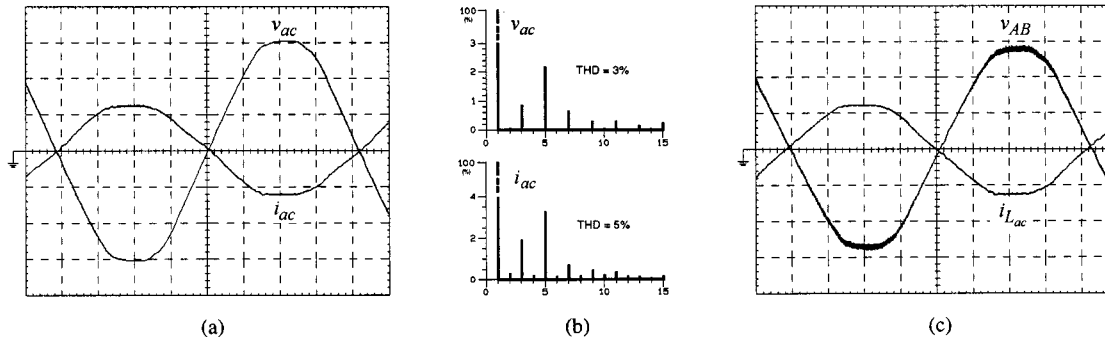 v_ac
i_ac
(a)
100
(%)
v_ac
3
2
1
0
THD = 3%
0 5 10 15
100
(%)
i_ac
4
2
0
THD = 5%
0 5 10 15
(b)
v_AB
i_Lac
(c)